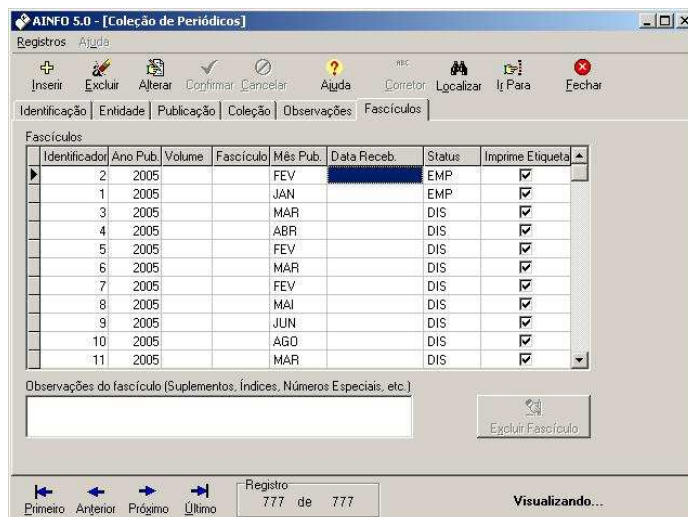 AINFO 5.0 - [Coleção de Periódicos]
Registros Ajuda
Inserir Excluir Alterar Confirmar Cancelar Ajuda ABC Corretor Localizar Ir Para Fechar
Identificação Entidade Publicação Coleção Observações Fascículos
Fascículos
Identificador Ano Pub. Volume Fascículo Mês Pub. Data Receb. Status Imprime Etiqueta
2 2005 FEV EMP
1 2005 JAN EMP
3 2005 MAR DIS
4 2005 ABR DIS
5 2005 FEV DIS
6 2005 MAR DIS
7 2005 FEV DIS
8 2005 MAI DIS
9 2005 JUN DIS
10 2005 AGO DIS
11 2005 MAR DIS
Observações do fascículo (Suplementos, Índices, Números Especiais, etc.)
Excluir Fascículo
Registro
777 de 777
Primeiro Anterior Próximo Último
Visualizando...